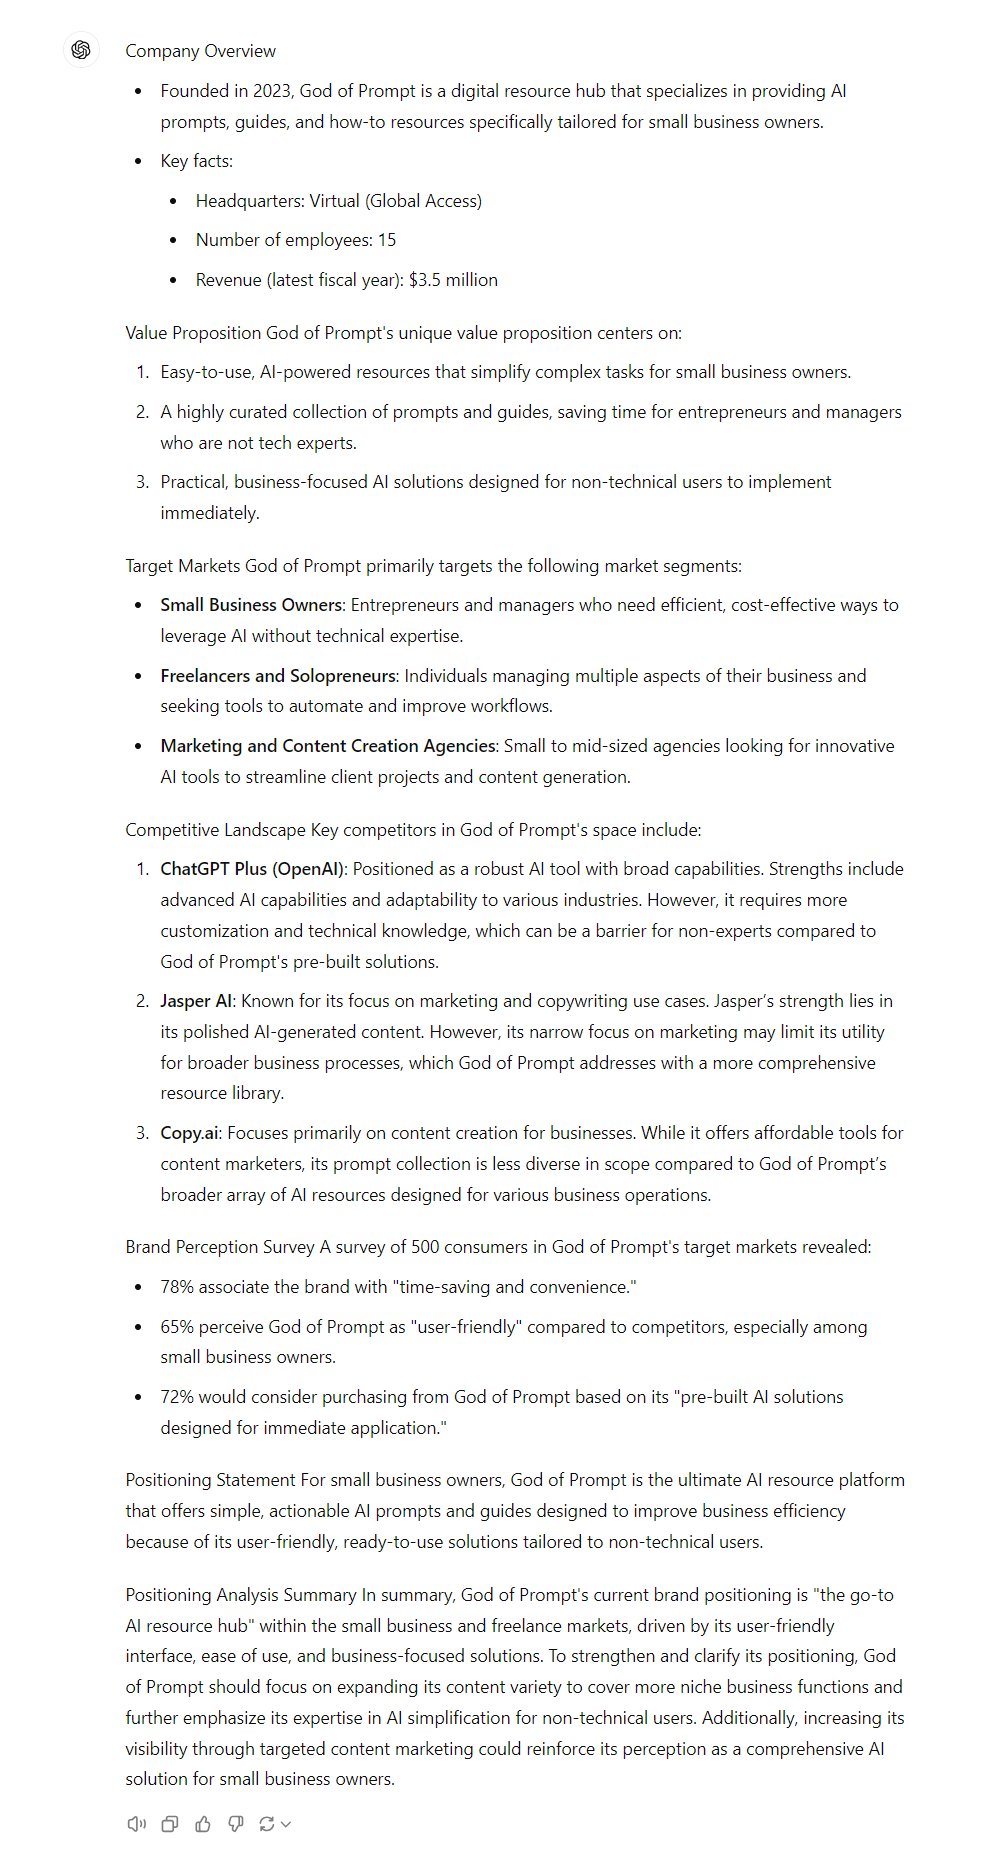 Company Overview
• Founded in 2023, God of Prompt is a digital resource hub that specializes in providing AI
prompts, guides, and how-to resources specifically tailored for small business owners.
• Key facts:
• Headquarters: Virtual (Global Access)
• Number of employees: 15
• Revenue (latest fiscal year): $3.5 million
Value Proposition God of Prompt's unique value proposition centers on:
1. Easy-to-use, AI-powered resources that simplify complex tasks for small business owners.
2. A highly curated collection of prompts and guides, saving time for entrepreneurs and managers
who are not tech experts.
3. Practical, business-focused AI solutions designed for non-technical users to implement
immediately.
Target Markets God of Prompt primarily targets the following market segments:
• Small Business Owners: Entrepreneurs and managers who need efficient, cost-effective ways to
leverage AI without technical expertise.
• Freelancers and Solopreneurs: Individuals managing multiple aspects of their business and
seeking tools to automate and improve workflows.
• Marketing and Content Creation Agencies: Small to mid-sized agencies looking for innovative
AI tools to streamline client projects and content generation.
Competitive Landscape Key competitors in God of Prompt's space include:
1. ChatGPT Plus (OpenAI): Positioned as a robust AI tool with broad capabilities. Strengths include
advanced AI capabilities and adaptability to various industries. However, it requires more
customization and technical knowledge, which can be a barrier for non-experts compared to
God of Prompt's pre-built solutions.
2. Jasper AI: Known for its focus on marketing and copywriting use cases. Jasper's strength lies in
its polished AI-generated content. However, its narrow focus on marketing may limit its utility
for broader business processes, which God of Prompt addresses with a more comprehensive
resource library.
3. Copy.ai: Focuses primarily on content creation for businesses. While it offers affordable tools for
content marketers, its prompt collection is less diverse in scope compared to God of Prompt's
broader array of AI resources designed for various business operations.
Brand Perception Survey A survey of 500 consumers in God of Prompt's target markets revealed:
• 78% associate the brand with "time-saving and convenience."
• 65% perceive God of Prompt as "user-friendly" compared to competitors, especially among
small business owners.
• 72% would consider purchasing from God of Prompt based on its "pre-built AI solutions
designed for immediate application."
Positioning Statement For small business owners, God of Prompt is the ultimate AI resource platform
that offers simple, actionable AI prompts and guides designed to improve business efficiency
because of its user-friendly, ready-to-use solutions tailored to non-technical users.
Positioning Analysis Summary In summary, God of Prompt's current brand positioning is "the go-to
AI resource hub" within the small business and freelance markets, driven by its user-friendly
interface, ease of use, and business-focused solutions. To strengthen and clarify its positioning, God
of Prompt should focus on expanding its content variety to cover more niche business functions and
further emphasize its expertise in AI simplification for non-technical users. Additionally, increasing its
visibility through targeted content marketing could reinforce its perception as a comprehensive AI
solution for small business owners.